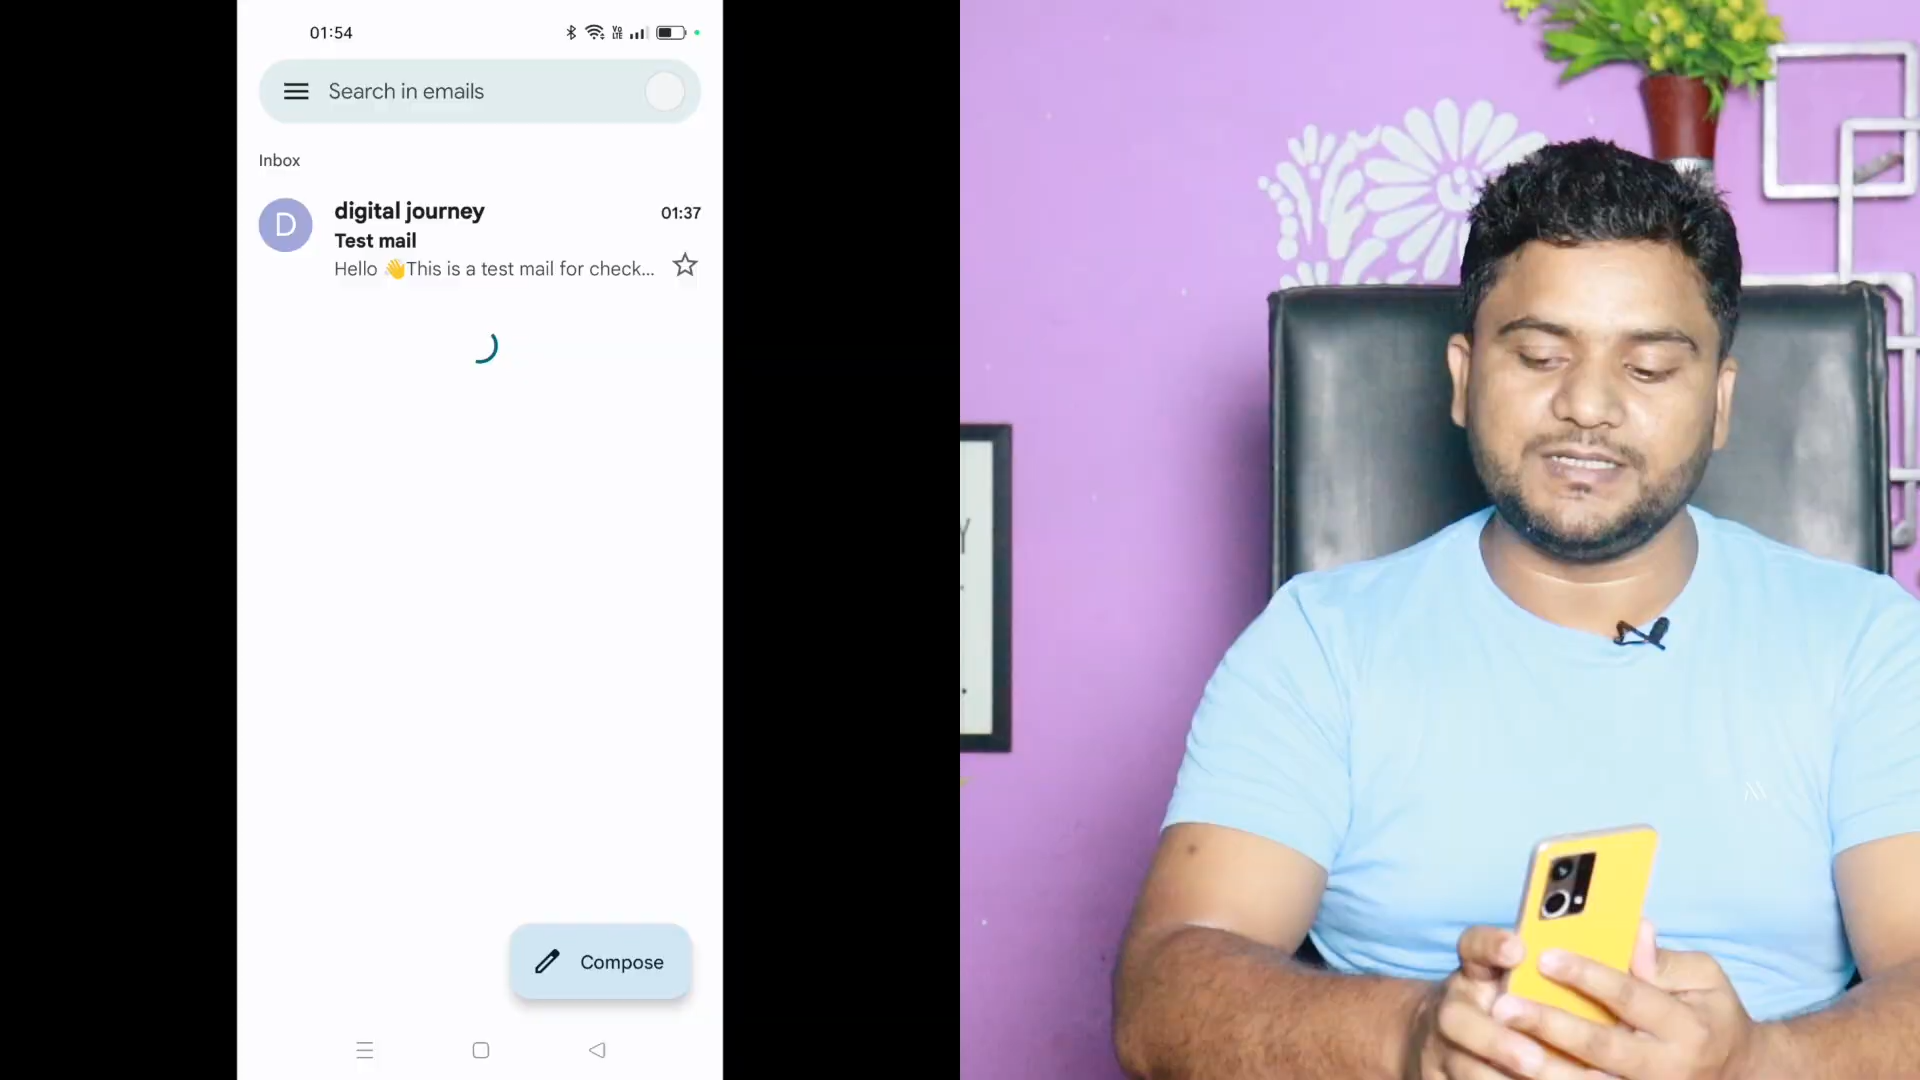 01:54
Search in emails
Inbox
D
digital journey
01:37
Test mail
Hello 👋This is a test mail for check...
Compose